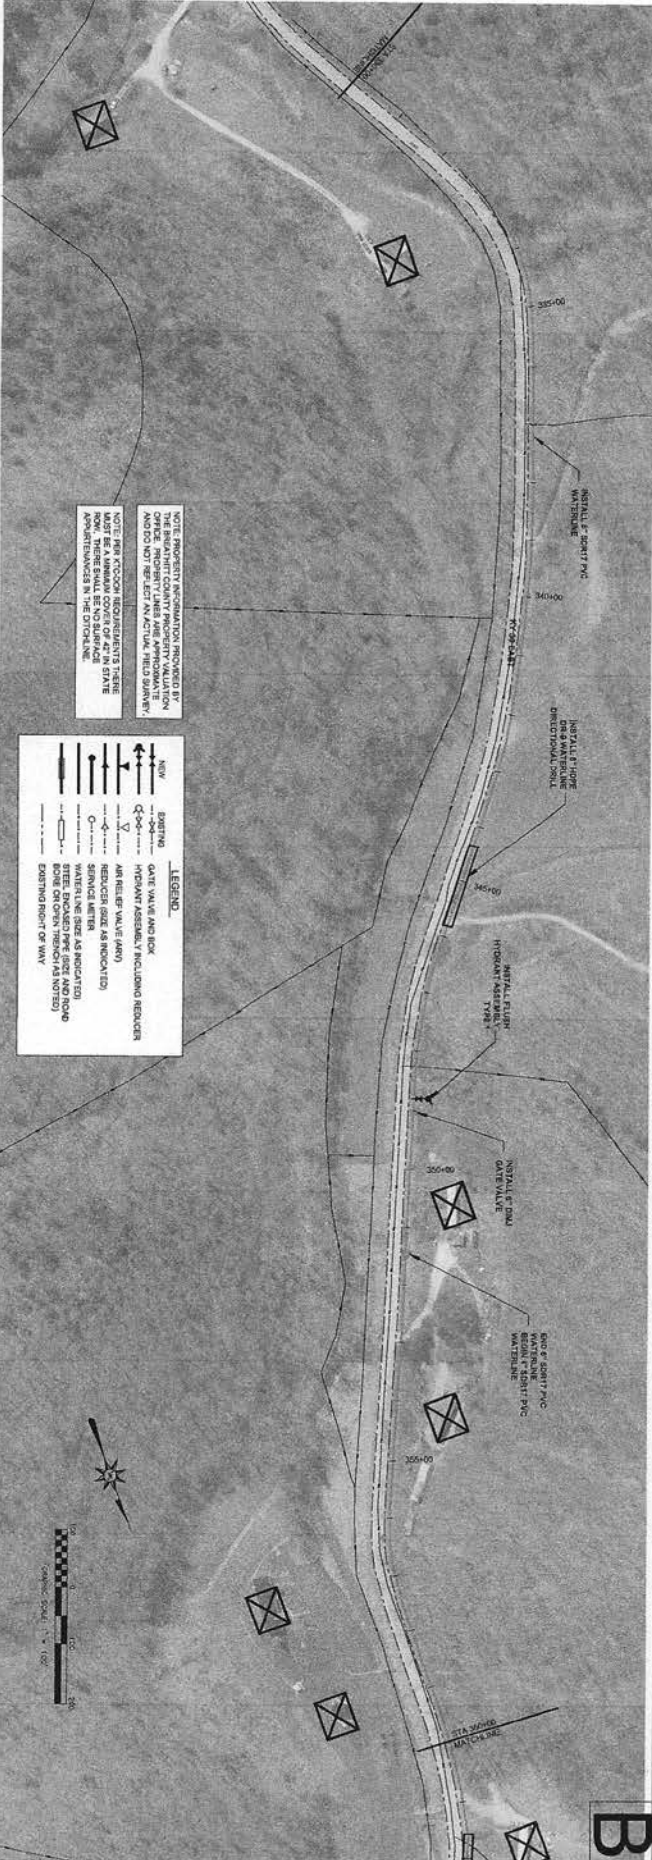 MATCHLINE
335+00
INSTALL 6" SDR17 PVC
WATERLINE
340+00
INSTALL 8" HDPE
DR-9 WATERLINE
DIRECTIONAL DRILL
345+00
INSTALL FLUSH
HYDRANT ASSEMBLY
TYPE 1
350+00
INSTALL 6" DIMJ
GATE VALVE
END 6" SDR17 PVC
WATERLINE
BEGIN 4" SDR17 PVC
WATERLINE
355+00
STA 360+00
MATCHLINE
B
NOTE: PROPERTY INFORMATION PROVIDED BY
THE BREATHITT COUNTY PROPERTY VALUATION
OFFICE. PROPERTY LINES ARE APPROXIMATE
AND DO NOT REFLECT AN ACTUAL FIELD SURVEY.
NOTE: PER KTC-DOH REQUIREMENTS THERE
MUST BE A MINIMUM COVER OF 42" IN STATE
ROW. THERE SHALL BE NO SURFACE
APPURTENANCES IN THE DITCHLINE.
LEGEND
NEW EXISTING
GATE VALVE AND BOX
HYDRANT ASSEMBLY INCLUDING REDUCER
AIR RELIEF VALVE (ARV)
REDUCER (SIZE AS INDICATED)
SERVICE METER
WATER LINE (SIZE AS INDICATED)
STEEL ENCASED PIPE (SIZE AND ROAD
BORE OR OPEN TRENCH AS NOTED)
EXISTING RIGHT OF WAY
100 0 100 200
GRAPHIC SCALE: 1" = 100'